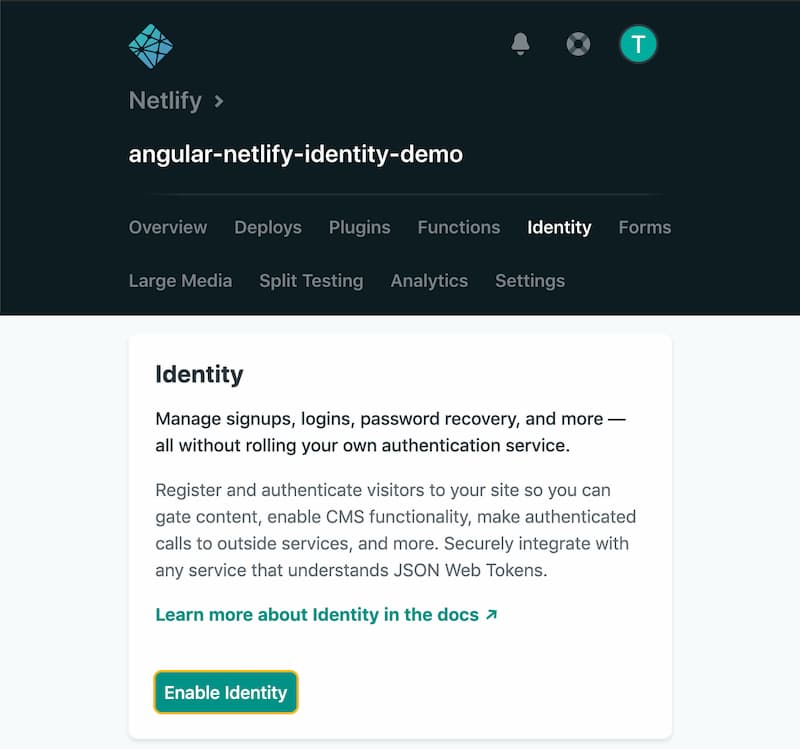 T
Netlify >
angular-netlify-identity-demo
Overview Deploys Plugins Functions Identity Forms
Large Media Split Testing Analytics Settings
Identity
Manage signups, logins, password recovery, and more —
all without rolling your own authentication service.
Register and authenticate visitors to your site so you can
gate content, enable CMS functionality, make authenticated
calls to outside services, and more. Securely integrate with
any service that understands JSON Web Tokens.
Learn more about Identity in the docs ↗
Enable Identity